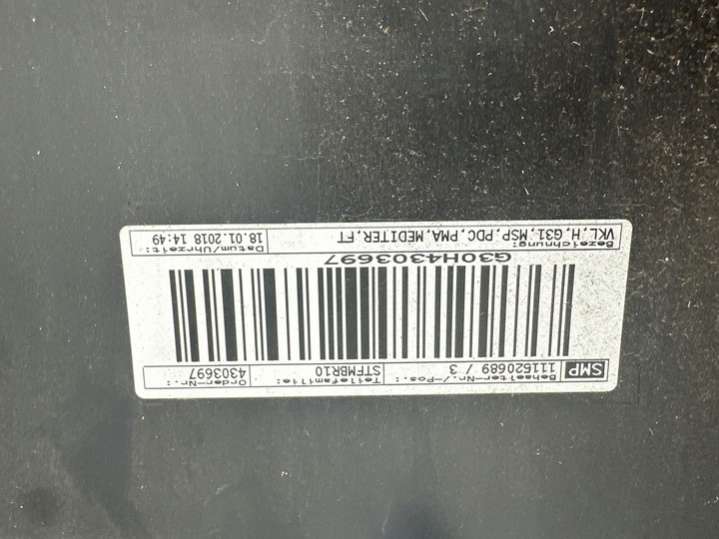 SMP
Behaelter-Nr./-Pos.: Teilefamilie: Order-Nr.:
111520689 / 3 STFMBR10 4303697
G30H4303697
Bezeichnung: Datum/Uhrzeit:
VKL,H,G31,MSP,PDC,PMA,MEDITER,FT 18.01.2018 14:49